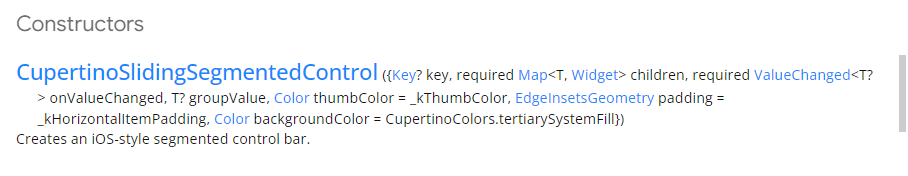 Constructors
CupertinoSlidingSegmentedControl ({Key? key, required Map<T, Widget> children, required ValueChanged<T?
> onValueChanged, T? groupValue, Color thumbColor = _kThumbColor, EdgeInsetsGeometry padding =
_kHorizontalItemPadding, Color backgroundColor = CupertinoColors.tertiarySystemFill})
Creates an iOS-style segmented control bar.